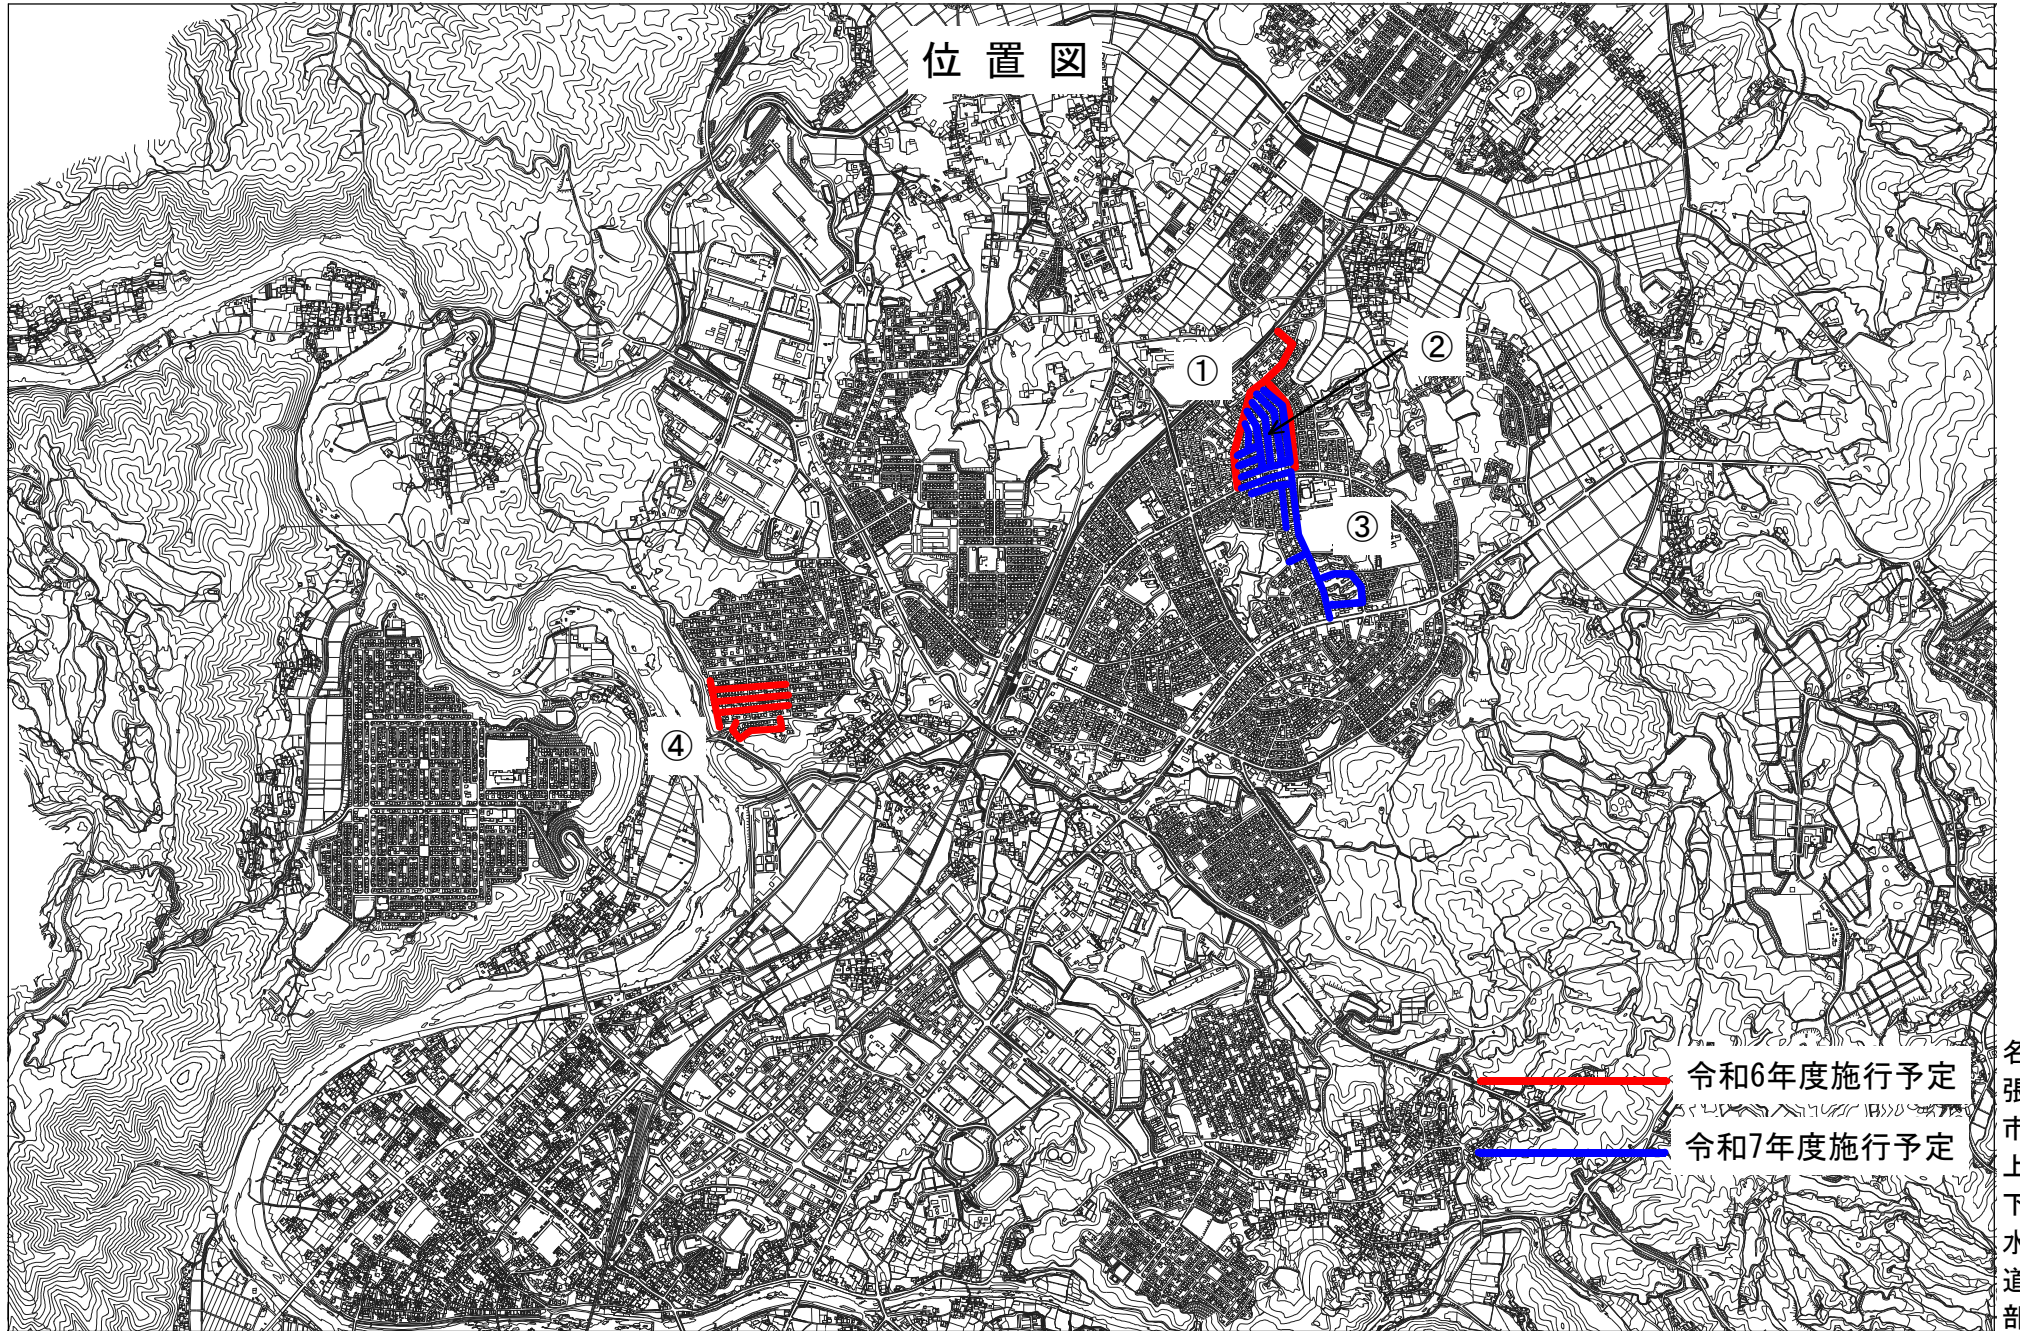 位置図
①
②
③
④
令和6年度施行予定
令和7年度施行予定
名張市上下水道部